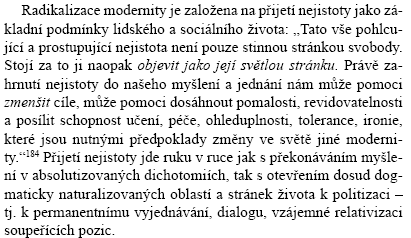 Radikalizace modernity je založena na přijetí nejistoty jako zá-
kladní podmínky lidského a sociálního života: „Tato vše pohlcu-
jící a prostupující nejistota není pouze stinnou stránkou svobody.
Stojí za to ji naopak objevit jako její světlou stránku. Právě za-
hrnutí nejistoty do našeho myšlení a jednání nám může pomoci
zmenšit cíle, může pomoci dosáhnout pomalosti, revidovatelnosti
a posílit schopnost učení, péče, ohleduplnosti, tolerance, ironie,
které jsou nutnými předpoklady změny ve světě jiné moderni-
ty.“184 Přijetí nejistoty jde ruku v ruce jak s překonáváním myšle-
ní v absolutizovaných dichotomiích, tak s otevřením dosud dog-
maticky naturalizovaných oblastí a stránek života k politizaci –
tj. k permanentnímu vyjednávání, dialogu, vzájemné relativizaci
soupeřících pozic.